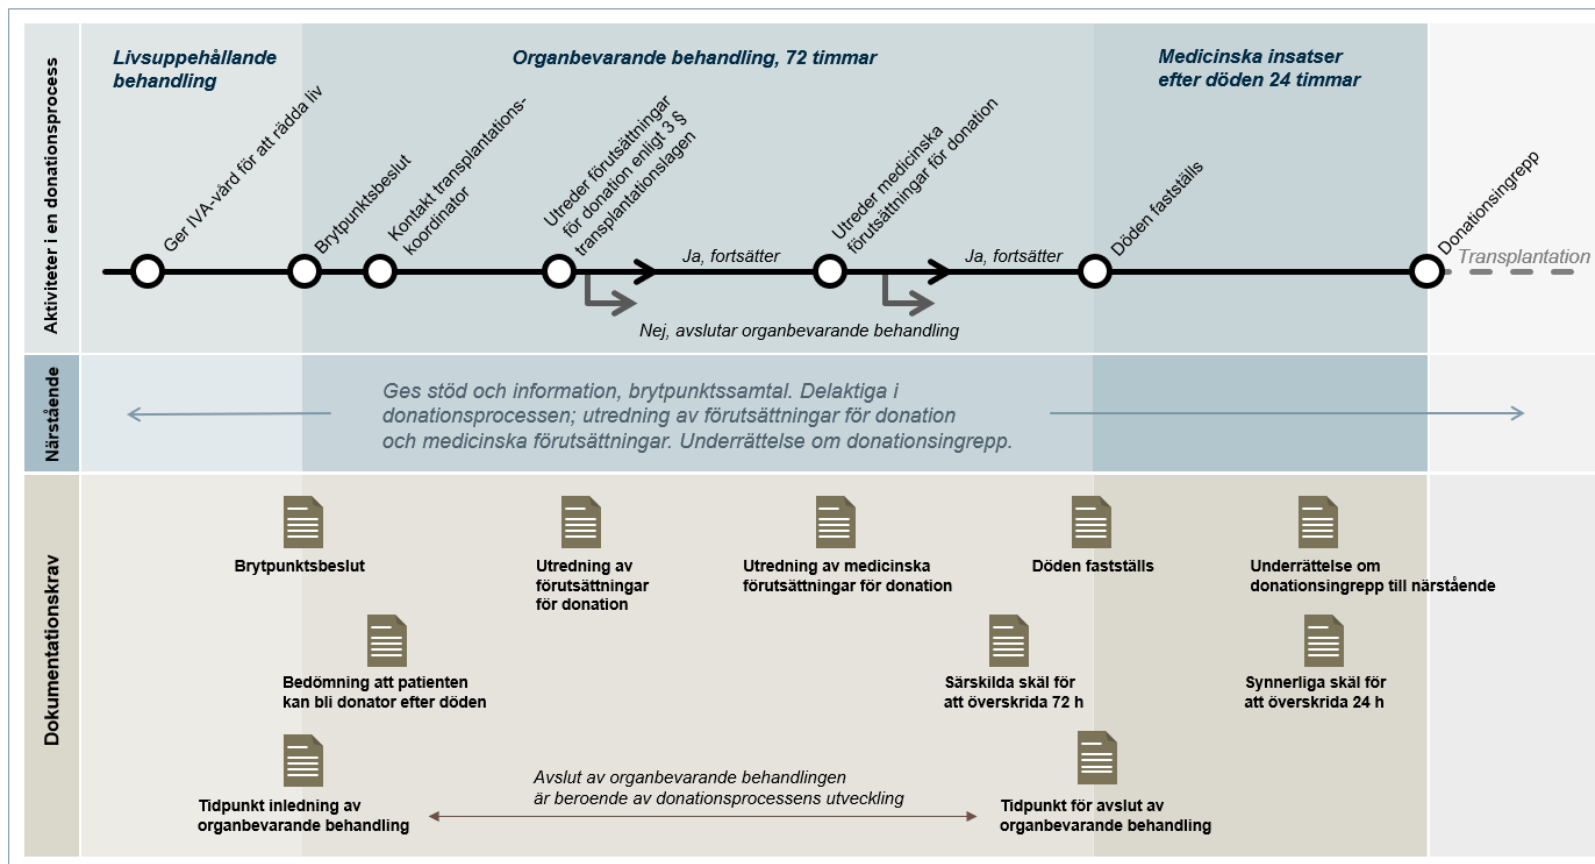 Aktiviteter i en donationsprocess
Livsuppehållande
behandling
Organbevarande behandling, 72 timmar
Medicinska insatser
efter döden 24 timmar
Ger IVA-vård för att rädda liv
Brytpunktsbeslut
Kontakt transplantations-
koordinator
Utreder förutsättningar
för donation enligt 3 §
transplantationslagen
Utreder medicinska
förutsättningar för donation
Döden fastställs
Donationsingrepp
Ja, fortsätter
Ja, fortsätter
Transplantation
Nej, avslutar organbevarande behandling
Närstående
Ges stöd och information, brytpunktssamtal. Delaktiga i
donationsprocessen; utredning av förutsättningar för donation
och medicinska förutsättningar. Underrättelse om donationsingrepp.
Dokumentationskrav
Brytpunktsbeslut
Utredning av
förutsättningar
för donation
Utredning av medicinska
förutsättningar för donation
Döden fastställs
Underrättelse om
donationsingrepp till närstående
Bedömning att patienten
kan bli donator efter döden
Särskilda skäl för
att överskrida 72 h
Synnerliga skäl för
att överskrida 24 h
Tidpunkt inledning av
organbevarande behandling
Avslut av organbevarande behandlingen
är beroende av donationsprocessens utveckling
Tidpunkt för avslut av
organbevarande behandling